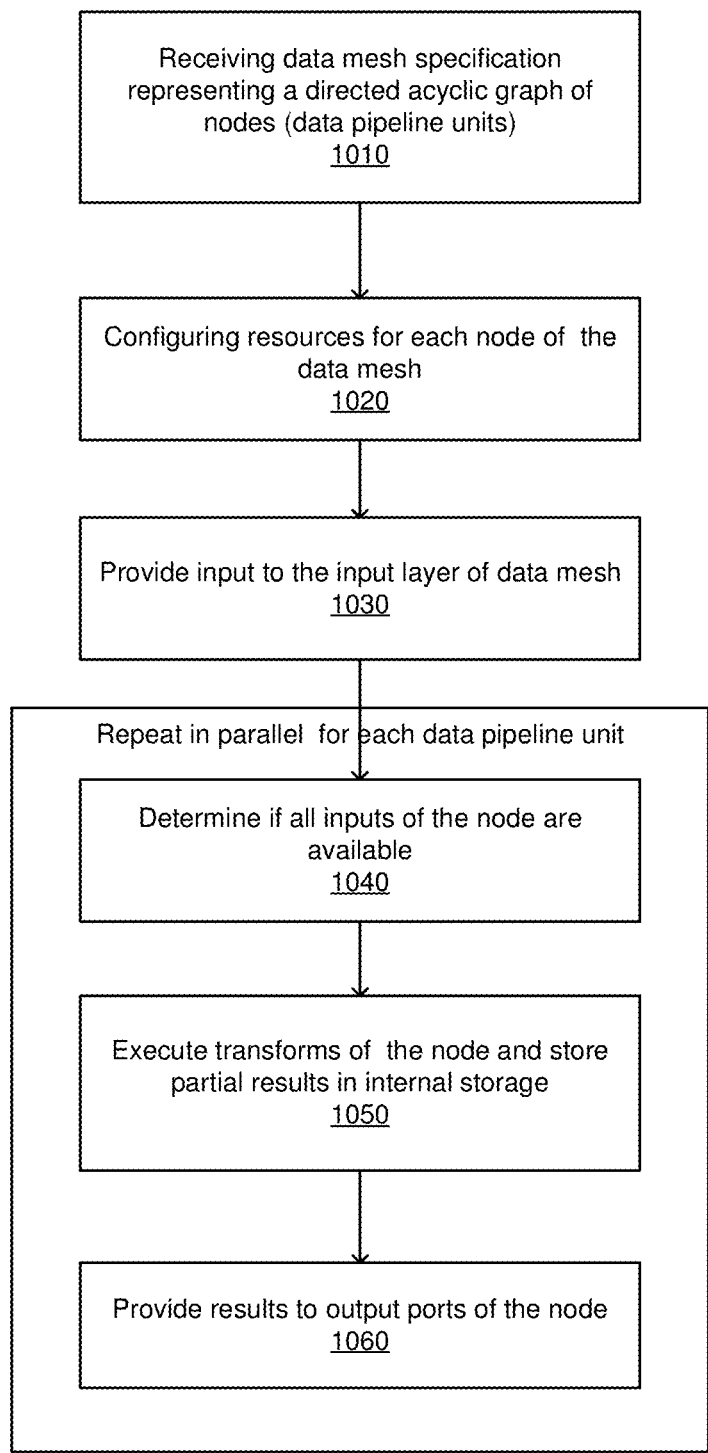 Receiving data mesh specification
representing a directed acyclic graph of
nodes (data pipeline units)
1010
Configuring resources for each node of the
data mesh
1020
Provide input to the input layer of data mesh
1030
Repeat in parallel for each data pipeline unit
Determine if all inputs of the node are
available
1040
Execute transforms of the node and store
partial results in internal storage
1050
Provide results to output ports of the node
1060